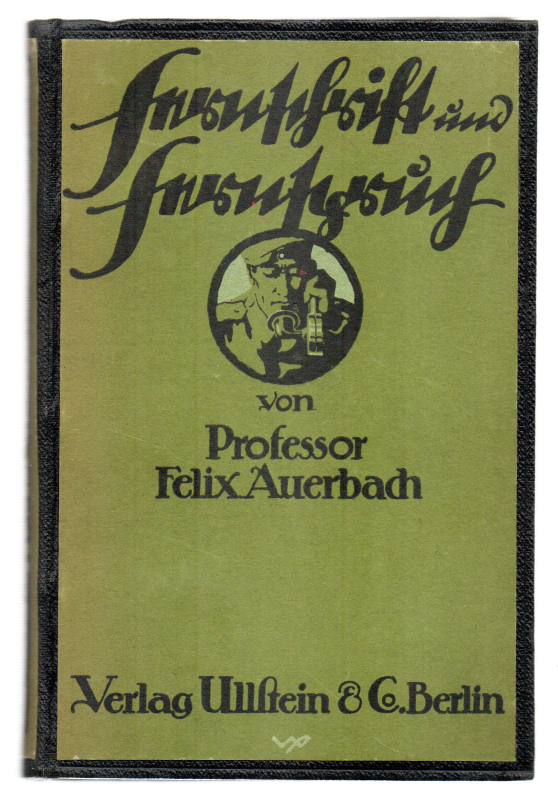 Fernschrift und
Fernspruch
von
Professor
Felix Auerbach
Verlag Ullstein & Co. Berlin